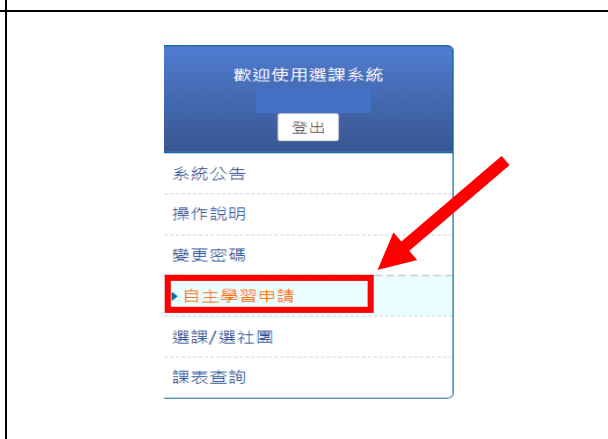 歡迎使用選課系統
登出
系統公告
操作說明
變更密碼
自主學習申請
選課/選社團
課表查詢